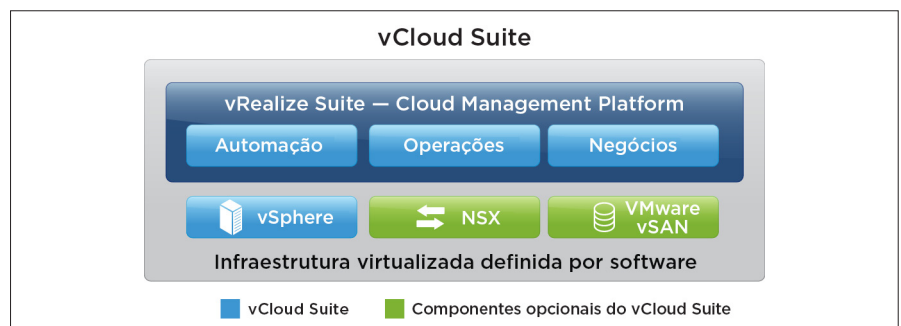 vCloud Suite
vRealize Suite — Cloud Management Platform
Automação
Operações
Negócios
vSphere
NSX
VMware
vSAN
Infraestrutura virtualizada definida por software
vCloud Suite
Componentes opcionais do vCloud Suite